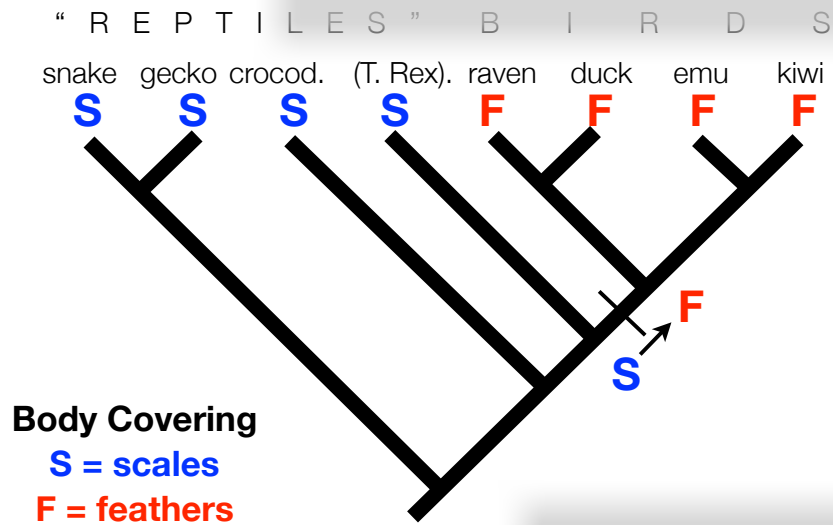 “ R E P T I L E S ” B I R D S
snake gecko crocod. (T. Rex). raven duck emu kiwi
S S S S F F F F
F
S
Body Covering
S = scales
F = feathers